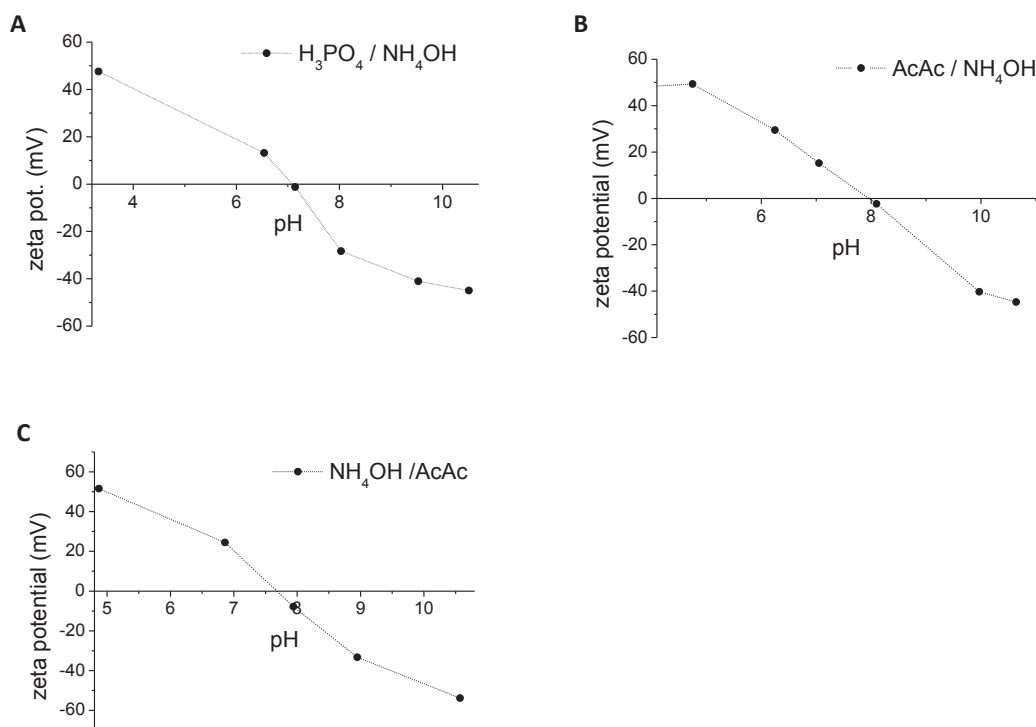 A
H₃PO₄ / NH₄OH
zeta pot. (mV)
60
40
20
0
-20
-40
-60
4
6
8
10
pH
B
AcAc / NH₄OH
zeta potential (mV)
60
40
20
0
-20
-40
-60
6
8
10
pH
C
NH₄OH /AcAc
zeta potential (mV)
60
40
20
0
-20
-40
-60
5
6
7
8
9
10
pH